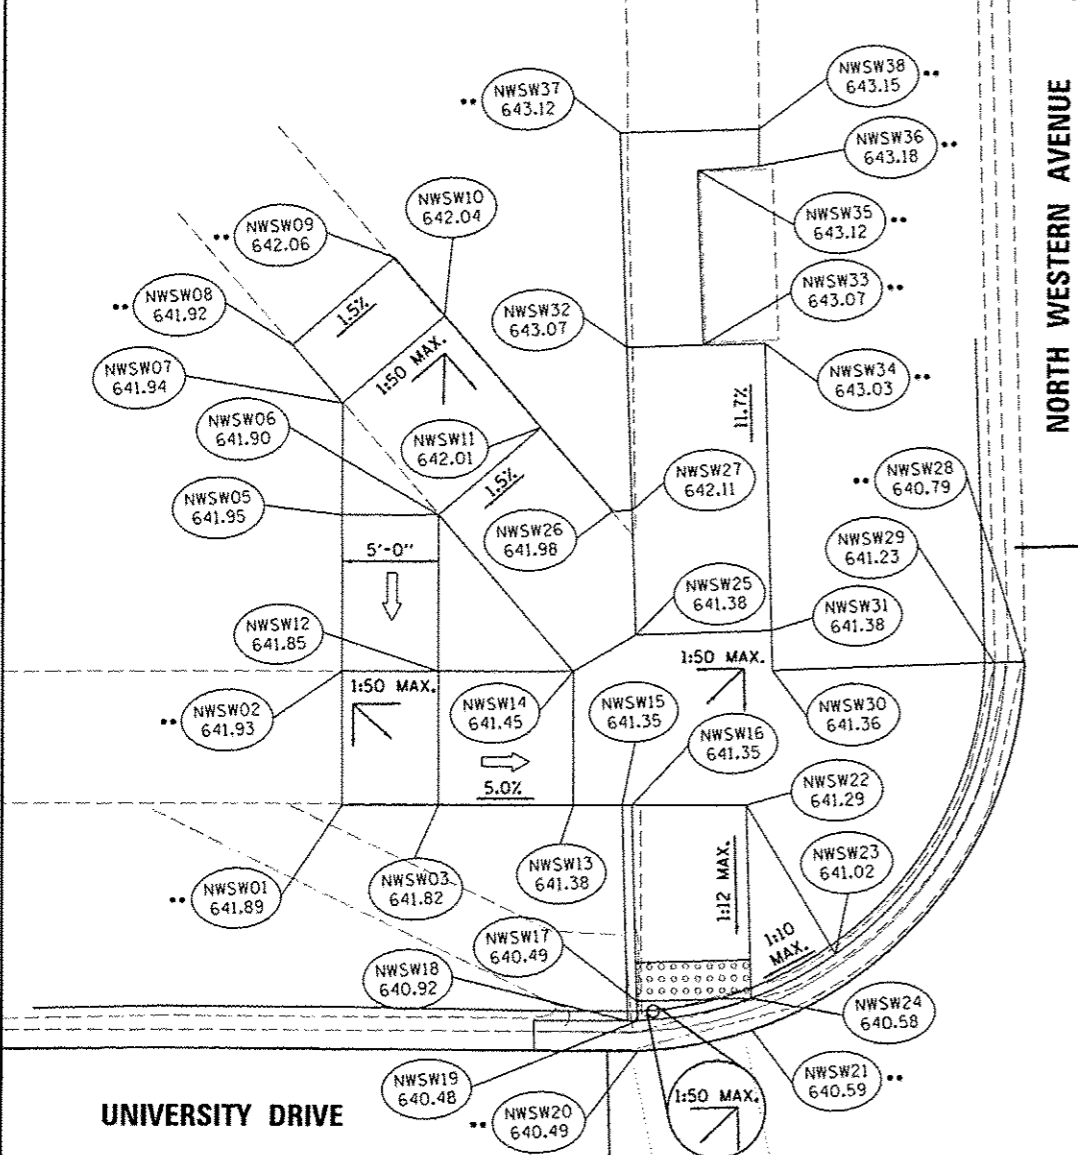 NWSW37
643.12
••
NWSW38
643.15
••
NWSW36
643.18
••
NORTH WESTERN AVENUE
NWSW10
642.04
NWSW09
642.06
••
NWSW35
643.12
••
NWSW08
641.92
••
1.5%
NWSW33
643.07
••
NWSW32
643.07
NWSW07
641.94
1:50 MAX.
NWSW34
643.03
••
NWSW06
641.90
11.7%
NWSW11
642.01
NWSW27
642.11
NWSW28
640.79
••
NWSW05
641.95
1.5%
NWSW26
641.98
NWSW29
641.23
5'-0"
NWSW25
641.38
NWSW31
641.38
NWSW12
641.85
1:50 MAX.
1:50 MAX.
NWSW02
641.93
••
NWSW14
641.45
NWSW15
641.35
NWSW16
641.35
NWSW30
641.36
5.0%
NWSW22
641.29
NWSW01
641.89
••
NWSW03
641.82
NWSW13
641.38
1:12 MAX.
NWSW23
641.02
1:10
MAX.
NWSW17
640.49
NWSW18
640.92
NWSW24
640.58
NWSW19
640.48
NWSW21
640.59
••
1:50 MAX.
NWSW20
640.49
••
UNIVERSITY DRIVE